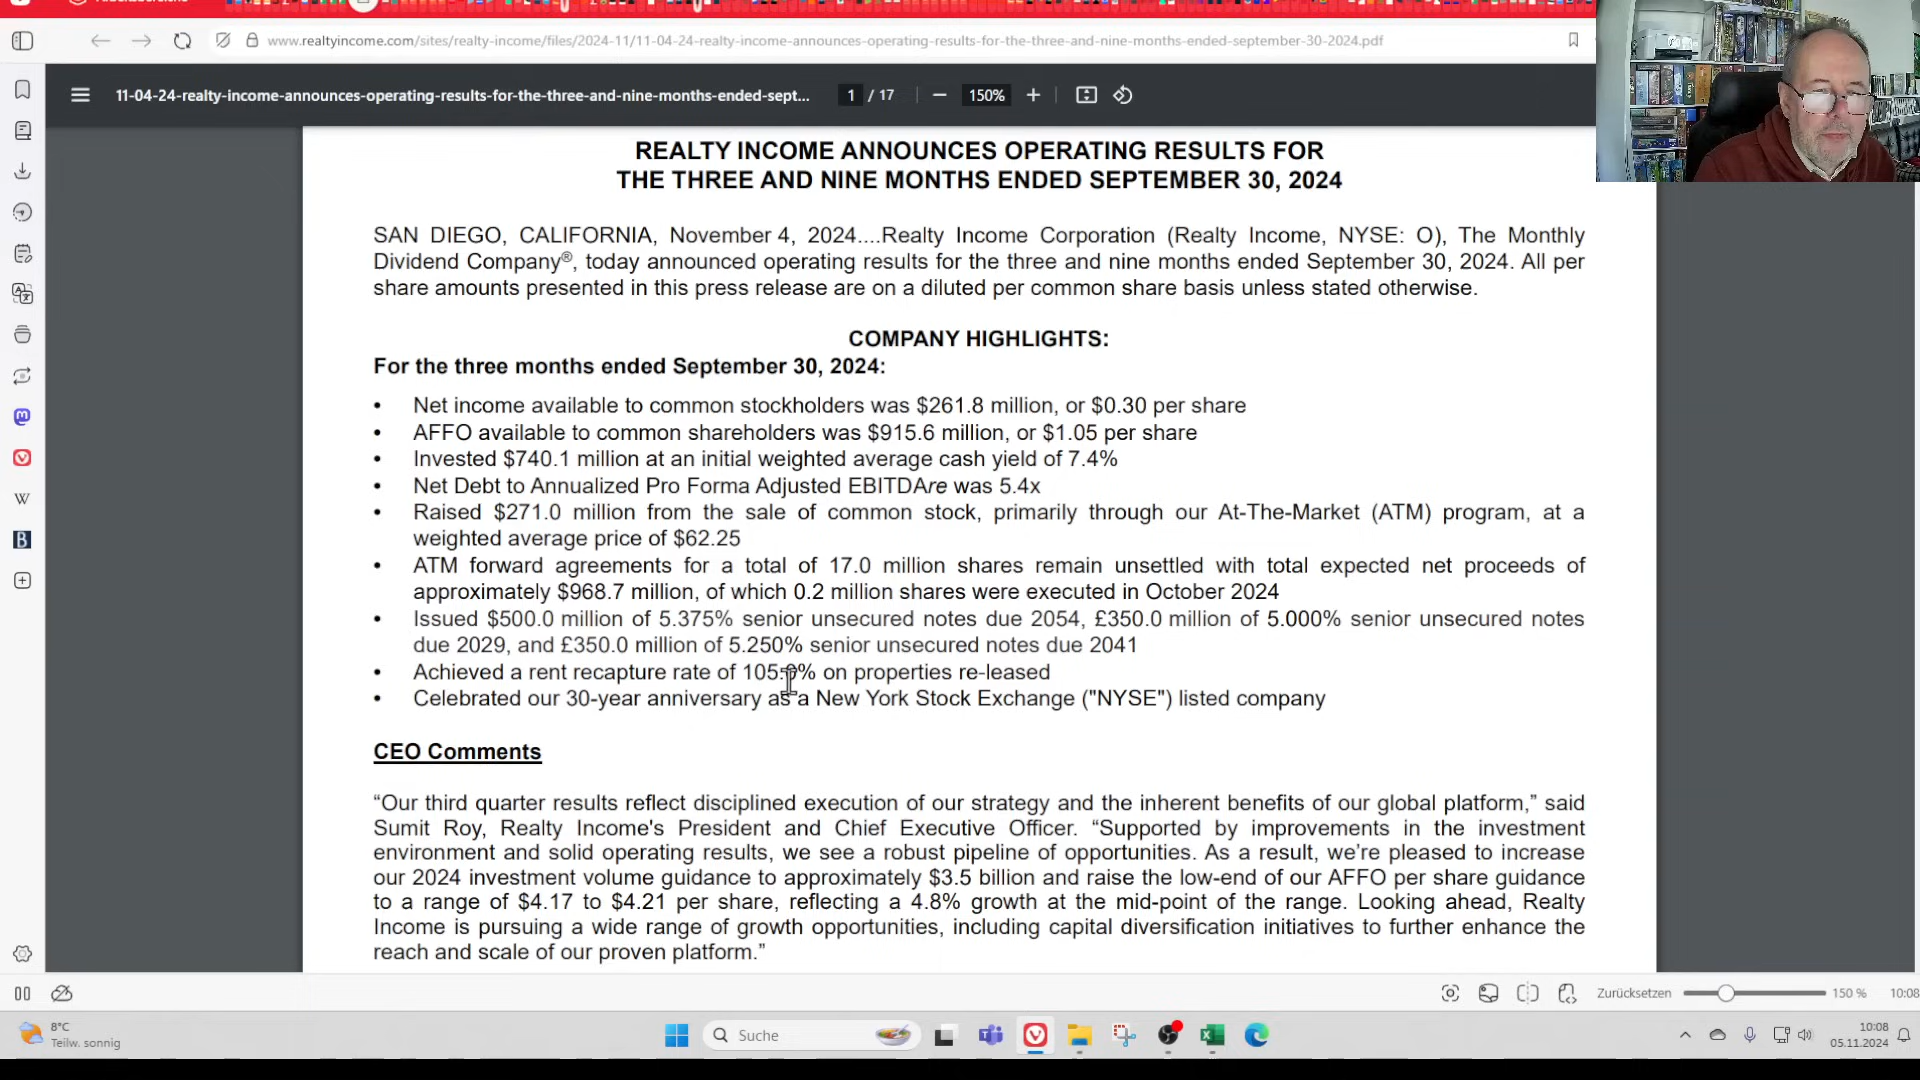 www.realtyincome.com/sites/realty-income/files/2024-11/11-04-24-realty-income-announces-operating-results-for-the-three-and-nine-months-ended-september-30-2024.pdf
11-04-24-realty-income-announces-operating-results-for-the-three-and-nine-months-ended-sept... 1 / 17 150%
REALTY INCOME ANNOUNCES OPERATING RESULTS FOR
THE THREE AND NINE MONTHS ENDED SEPTEMBER 30, 2024
SAN DIEGO, CALIFORNIA, November 4, 2024....Realty Income Corporation (Realty Income, NYSE: O), The Monthly
Dividend Company®, today announced operating results for the three and nine months ended September 30, 2024. All per
share amounts presented in this press release are on a diluted per common share basis unless stated otherwise.
COMPANY HIGHLIGHTS:
For the three months ended September 30, 2024:
• Net income available to common stockholders was $261.8 million, or $0.30 per share
• AFFO available to common shareholders was $915.6 million, or $1.05 per share
• Invested $740.1 million at an initial weighted average cash yield of 7.4%
• Net Debt to Annualized Pro Forma Adjusted EBITDAre was 5.4x
• Raised $271.0 million from the sale of common stock, primarily through our At-The-Market (ATM) program, at a
weighted average price of $62.25
• ATM forward agreements for a total of 17.0 million shares remain unsettled with total expected net proceeds of
approximately $968.7 million, of which 0.2 million shares were executed in October 2024
• Issued $500.0 million of 5.375% senior unsecured notes due 2054, £350.0 million of 5.000% senior unsecured notes
due 2029, and £350.0 million of 5.250% senior unsecured notes due 2041
• Achieved a rent recapture rate of on properties re-leased
• Celebrated our 30-year anniversary as a New York Stock Exchange ("NYSE") listed company
CEO Comments
“Our third quarter results reflect disciplined execution of our strategy and the inherent benefits of our global platform,” said
Sumit Roy, Realty Income's President and Chief Executive Officer. “Supported by improvements in the investment
environment and solid operating results, we see a robust pipeline of opportunities. As a result, we’re pleased to increase
our 2024 investment volume guidance to approximately $3.5 billion and raise the low-end of our AFFO per share guidance
to a range of $4.17 to $4.21 per share, reflecting a 4.8% growth at the mid-point of the range. Looking ahead, Realty
Income is pursuing a wide range of growth opportunities, including capital diversification initiatives to further enhance the
reach and scale of our proven platform.”
Zurücksetzen 150 % 10:08
8°C
Teilw. sonnig
Suche
10:08
05.11.2024